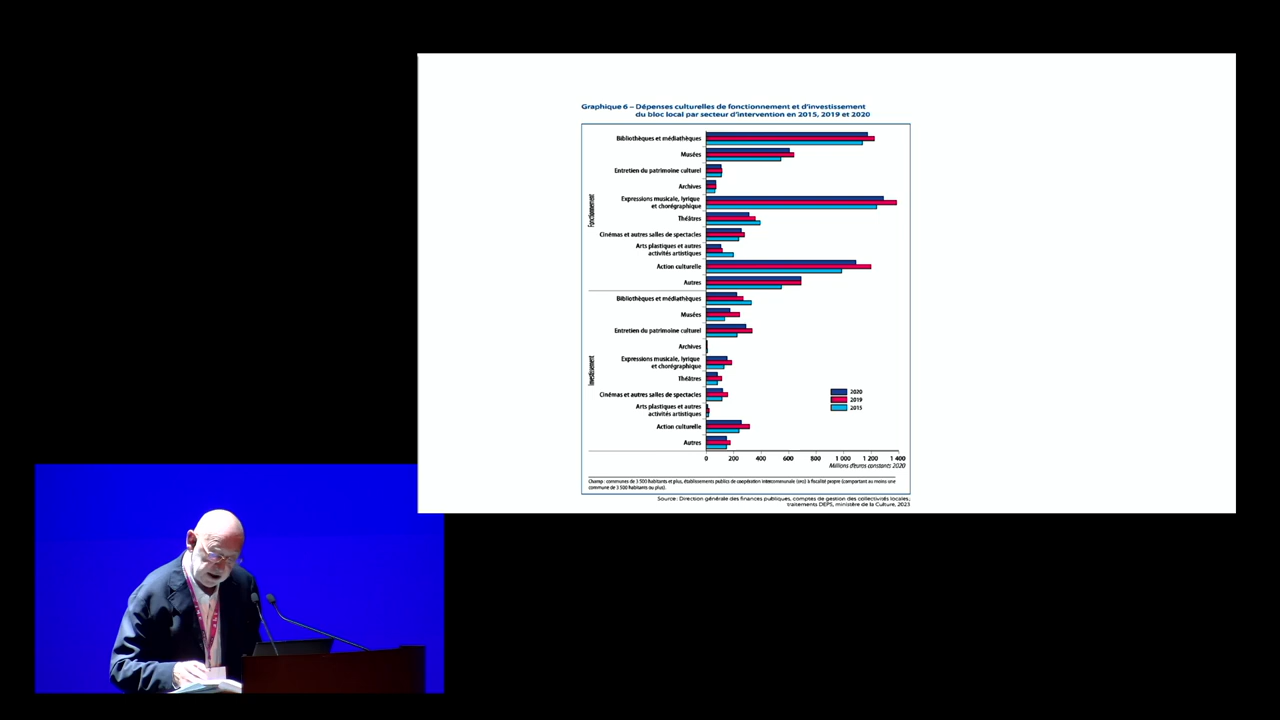 Graphique 6 – Dépenses culturelles de fonctionnement et d'investissement
du bloc local par secteur d'intervention en 2015, 2019 et 2020
Fonctionnement
Bibliothèques et médiathèques
Musées
Entretien du patrimoine culturel
Archives
Expressions musicale, lyrique
et chorégraphique
Théâtres
Cinémas et autres salles de spectacles
Arts plastiques et autres
activités artistiques
Action culturelle
Autres
Investissement
Bibliothèques et médiathèques
Musées
Entretien du patrimoine culturel
Archives
Expressions musicale, lyrique
et chorégraphique
Théâtres
Cinémas et autres salles de spectacles
Arts plastiques et autres
activités artistiques
Action culturelle
Autres
2020
2019
2015
0 200 400 600 800 1 000 1 200 1 400
Millions d'euros constants 2020
Champ : communes de 3 500 habitants et plus, établissements publics de coopération intercommunale (EPCI) à fiscalité propre (comportant au moins une
commune de 3 500 habitants ou plus).
Source : Direction générale des finances publiques, comptes de gestion des collectivités locales,
traitements DEPS, ministère de la Culture, 2023